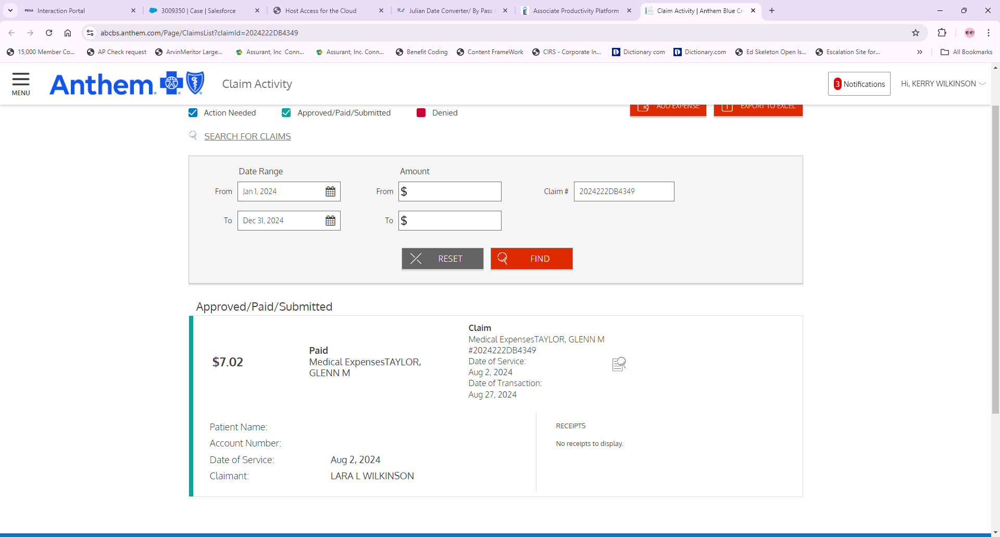 Interaction Portal
3009350 | Case | Salesforce
Host Access for the Cloud
Julian Date Converter/ By Pass
Associate Productivity Platform
Claim Activity | Anthem Blue Cr
abcbs.anthem.com/Page/ClaimsList?claimId=2024222DB4349
15,000 Member Co...
AP Check request
ArvinMeritor Large...
Assurant, Inc Conn...
Assurant, Inc. Conn...
Benefit Coding
Content FrameWork
CIRS - Corporate In...
Dictionary com
Dictionary.com
Ed Skeleton Open Is...
Escalation Site for...
All Bookmarks
MENU
Anthem
Claim Activity
3 Notifications
Hi, KERRY WILKINSON
Action Needed
Approved/Paid/Submitted
Denied
ADD EXPENSE
EXPORT TO EXCEL
SEARCH FOR CLAIMS
Date Range
Amount
From Jan 1, 2024
From $
Claim # 2024222DB4349
To Dec 31, 2024
To $
RESET
FIND
Approved/Paid/Submitted
$7.02
Paid
Medical ExpensesTAYLOR,
GLENN M
Claim
Medical ExpensesTAYLOR, GLENN M
#2024222DB4349
Date of Service:
Aug 2, 2024
Date of Transaction:
Aug 27, 2024
Patient Name:
Account Number:
Date of Service: Aug 2, 2024
Claimant: LARA L WILKINSON
RECEIPTS
No receipts to display.